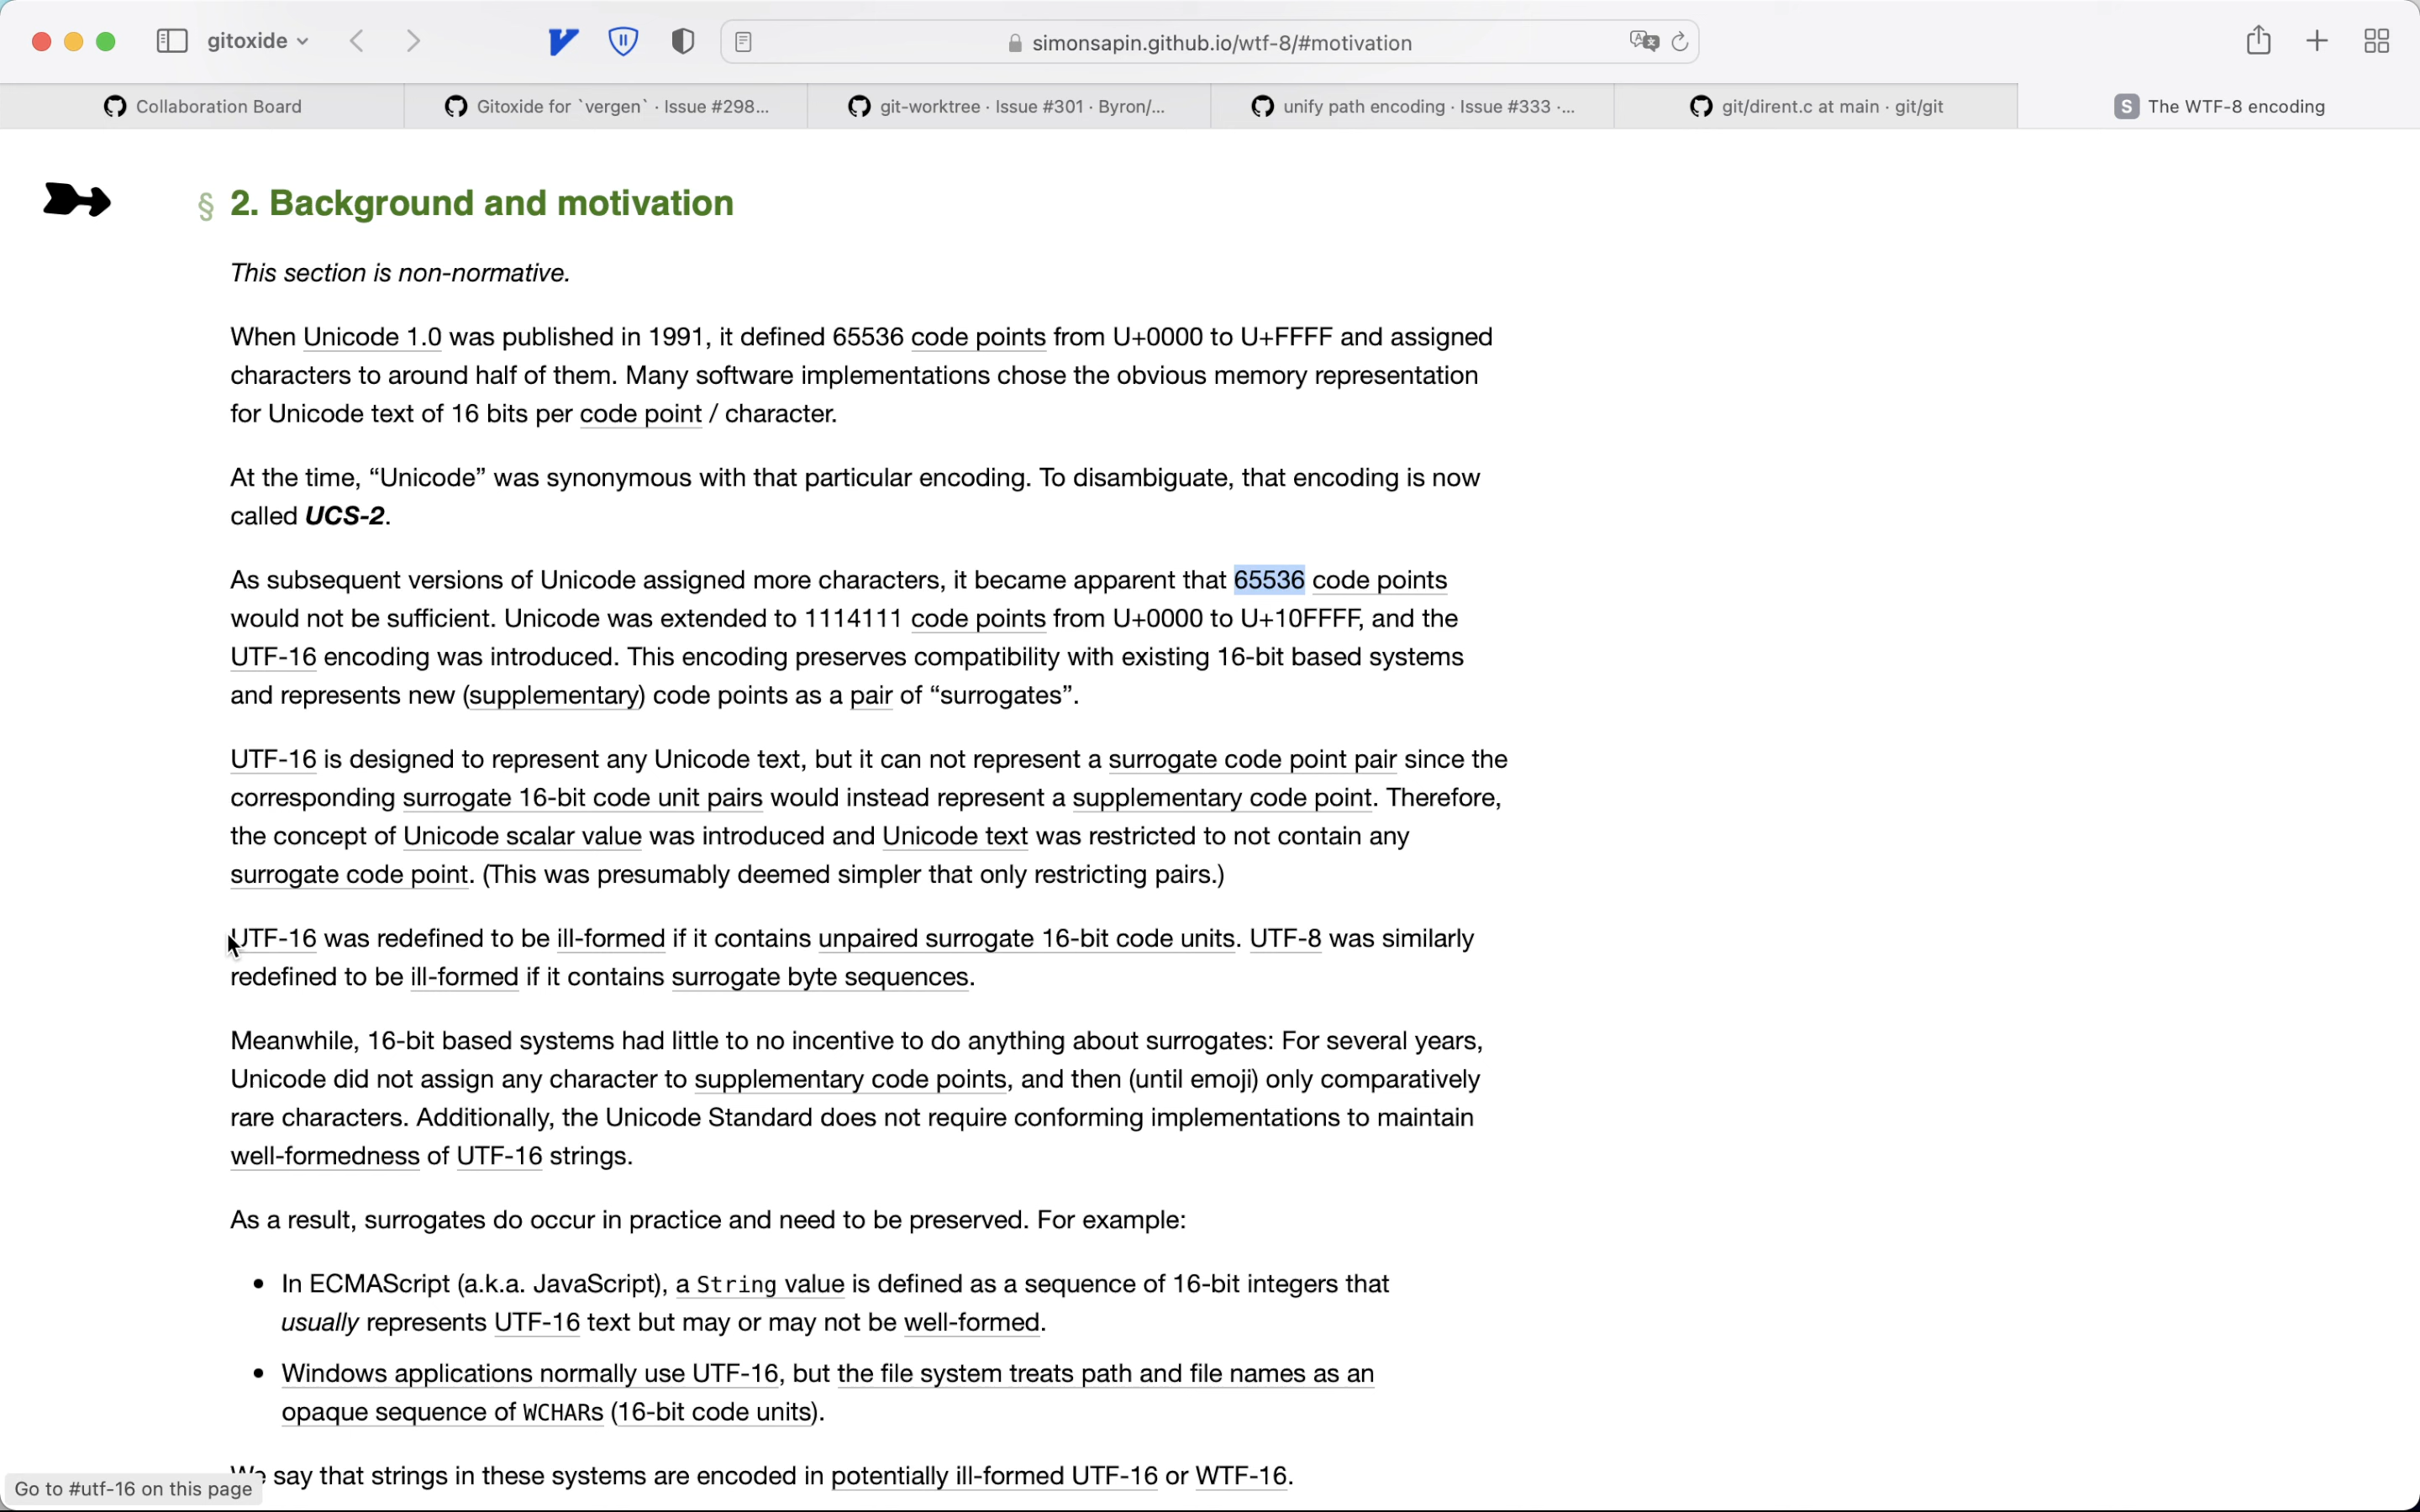 gitoxide
simonsapin.github.io/wtf-8/#motivation
Collaboration Board
Gitoxide for `vergen` · Issue #298...
git-worktree · Issue #301 · Byron/...
unify path encoding · Issue #333 ·...
git/dirent.c at main · git/git
S The WTF-8 encoding
§ 2. Background and motivation
This section is non-normative.
When Unicode 1.0 was published in 1991, it defined 65536 code points from U+0000 to U+FFFF and assigned
characters to around half of them. Many software implementations chose the obvious memory representation
for Unicode text of 16 bits per code point / character.
At the time, “Unicode” was synonymous with that particular encoding. To disambiguate, that encoding is now
called UCS-2.
As subsequent versions of Unicode assigned more characters, it became apparent that 65536 code points
would not be sufficient. Unicode was extended to 1114111 code points from U+0000 to U+10FFFF, and the
UTF-16 encoding was introduced. This encoding preserves compatibility with existing 16-bit based systems
and represents new (supplementary) code points as a pair of “surrogates”.
UTF-16 is designed to represent any Unicode text, but it can not represent a surrogate code point pair since the
corresponding surrogate 16-bit code unit pairs would instead represent a supplementary code point. Therefore,
the concept of Unicode scalar value was introduced and Unicode text was restricted to not contain any
surrogate code point. (This was presumably deemed simpler that only restricting pairs.)
UTF-16 was redefined to be ill-formed if it contains unpaired surrogate 16-bit code units. UTF-8 was similarly
redefined to be ill-formed if it contains surrogate byte sequences.
Meanwhile, 16-bit based systems had little to no incentive to do anything about surrogates: For several years,
Unicode did not assign any character to supplementary code points, and then (until emoji) only comparatively
rare characters. Additionally, the Unicode Standard does not require conforming implementations to maintain
well-formedness of UTF-16 strings.
As a result, surrogates do occur in practice and need to be preserved. For example:
• In ECMAScript (a.k.a. JavaScript), a String value is defined as a sequence of 16-bit integers that
usually represents UTF-16 text but may or may not be well-formed.
• Windows applications normally use UTF-16, but the file system treats path and file names as an
opaque sequence of WCHARs (16-bit code units).
We say that strings in these systems are encoded in potentially ill-formed UTF-16 or WTF-16.
Go to #utf-16 on this page